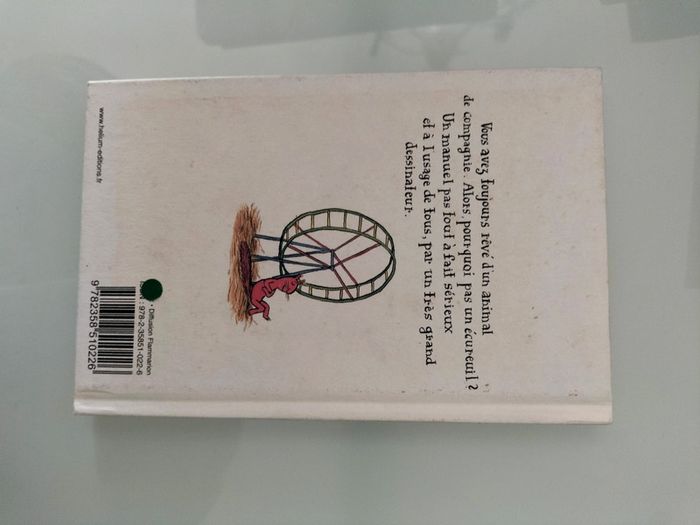 Vous avez toujours rêvé d'un animal
de compagnie. Alors, pourquoi pas un écureuil ?
Un manuel pas tout à fait sérieux
et à l'usage de tous, par un très grand
dessinateur.
www.helium-editions.fr
• Diffusion Flammarion
ISBN : 978-2-35851-022-6
9 782358 510226